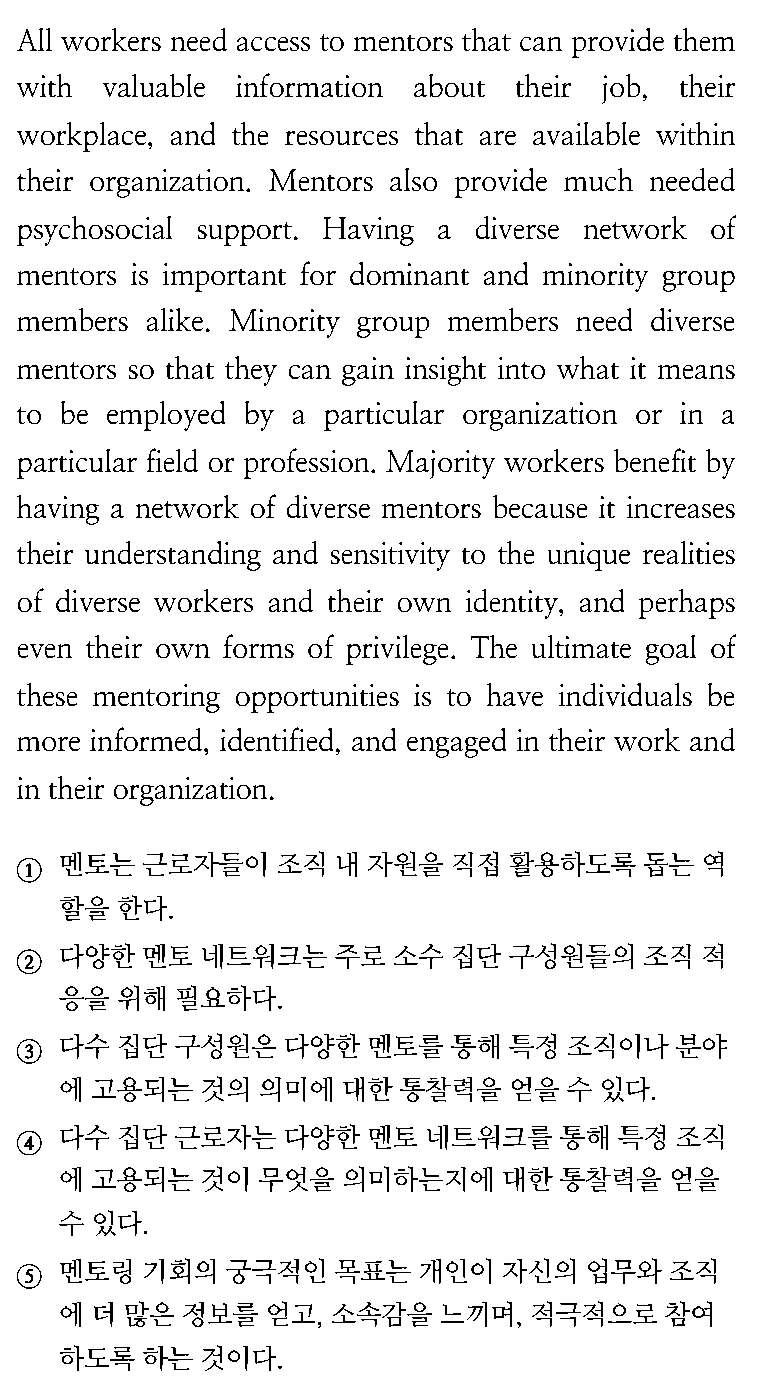 All workers need access to mentors that can provide them
with valuable information about their job, their
workplace, and the resources that are available within
their organization. Mentors also provide much needed
psychosocial support. Having a diverse network of
mentors is important for dominant and minority group
members alike. Minority group members need diverse
mentors so that they can gain insight into what it means
to be employed by a particular organization or in a
particular field or profession. Majority workers benefit by
having a network of diverse mentors because it increases
their understanding and sensitivity to the unique realities
of diverse workers and their own identity, and perhaps
even their own forms of privilege. The ultimate goal of
these mentoring opportunities is to have individuals be
more informed, identified, and engaged in their work and
in their organization.
① 멘토는 근로자들이 조직 내 자원을 직접 활용하도록 돕는 역
할을 한다.
② 다양한 멘토 네트워크는 주로 소수 집단 구성원들의 조직 적
응을 위해 필요하다.
③ 다수 집단 구성원은 다양한 멘토를 통해 특정 조직이나 분야
에 고용되는 것의 의미에 대한 통찰력을 얻을 수 있다.
④ 다수 집단 근로자는 다양한 멘토 네트워크를 통해 특정 조직
에 고용되는 것이 무엇을 의미하는지에 대한 통찰력을 얻을
수 있다.
⑤ 멘토링 기회의 궁극적인 목표는 개인이 자신의 업무와 조직
에 더 많은 정보를 얻고, 소속감을 느끼며, 적극적으로 참여
하도록 하는 것이다.